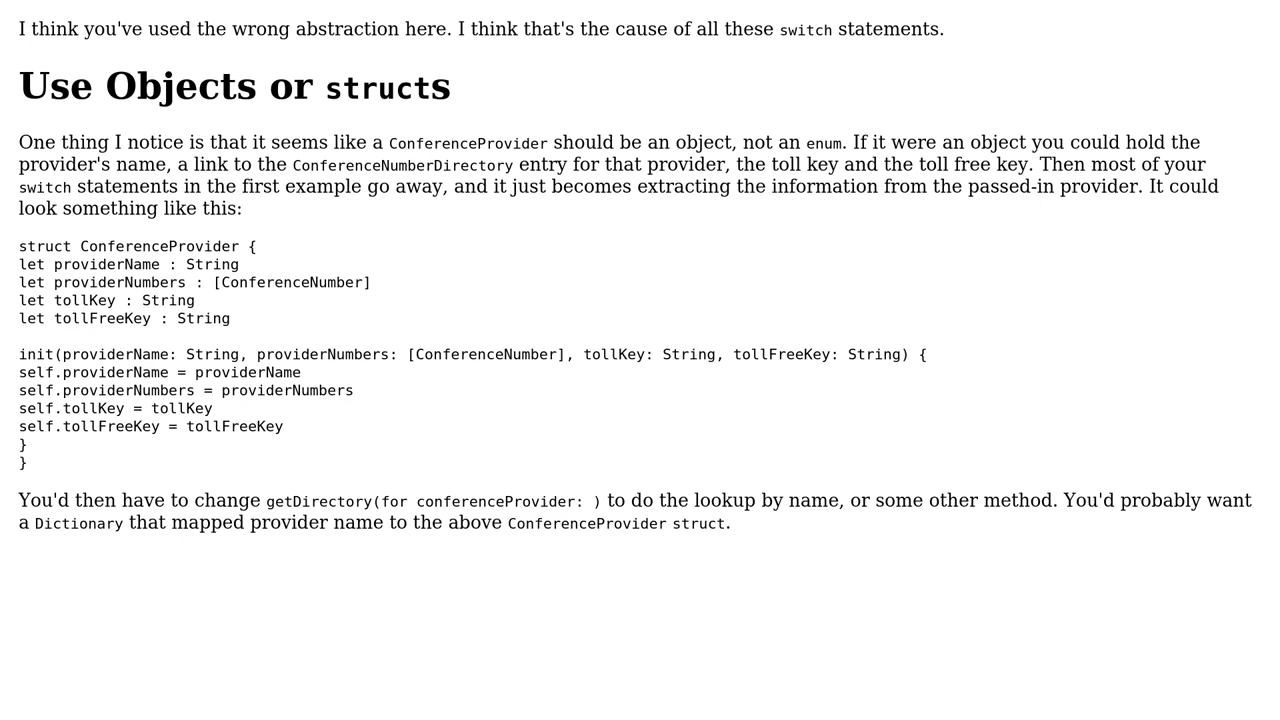 I think you've used the wrong abstraction here. I think that's the cause of all these switch statements.
Use Objects or structs
One thing I notice is that it seems like a ConferenceProvider should be an object, not an enum. If it were an object you could hold the
provider's name, a link to the ConferenceNumberDirectory entry for that provider, the toll key and the toll free key. Then most of your
switch statements in the first example go away, and it just becomes extracting the information from the passed-in provider. It could
look something like this:
struct ConferenceProvider {
let providerName : String
let providerNumbers : [ConferenceNumber]
let tollKey : String
let tollFreeKey : String
init(providerName: String, providerNumbers: [ConferenceNumber], tollKey: String, tollFreeKey: String) {
self.providerName = providerName
self.providerNumbers = providerNumbers
self.tollKey = tollKey
self.tollFreeKey = tollFreeKey
}
}
You'd then have to change getDirectory(for conferenceProvider: ) to do the lookup by name, or some other method. You'd probably want
a Dictionary that mapped provider name to the above ConferenceProvider struct.